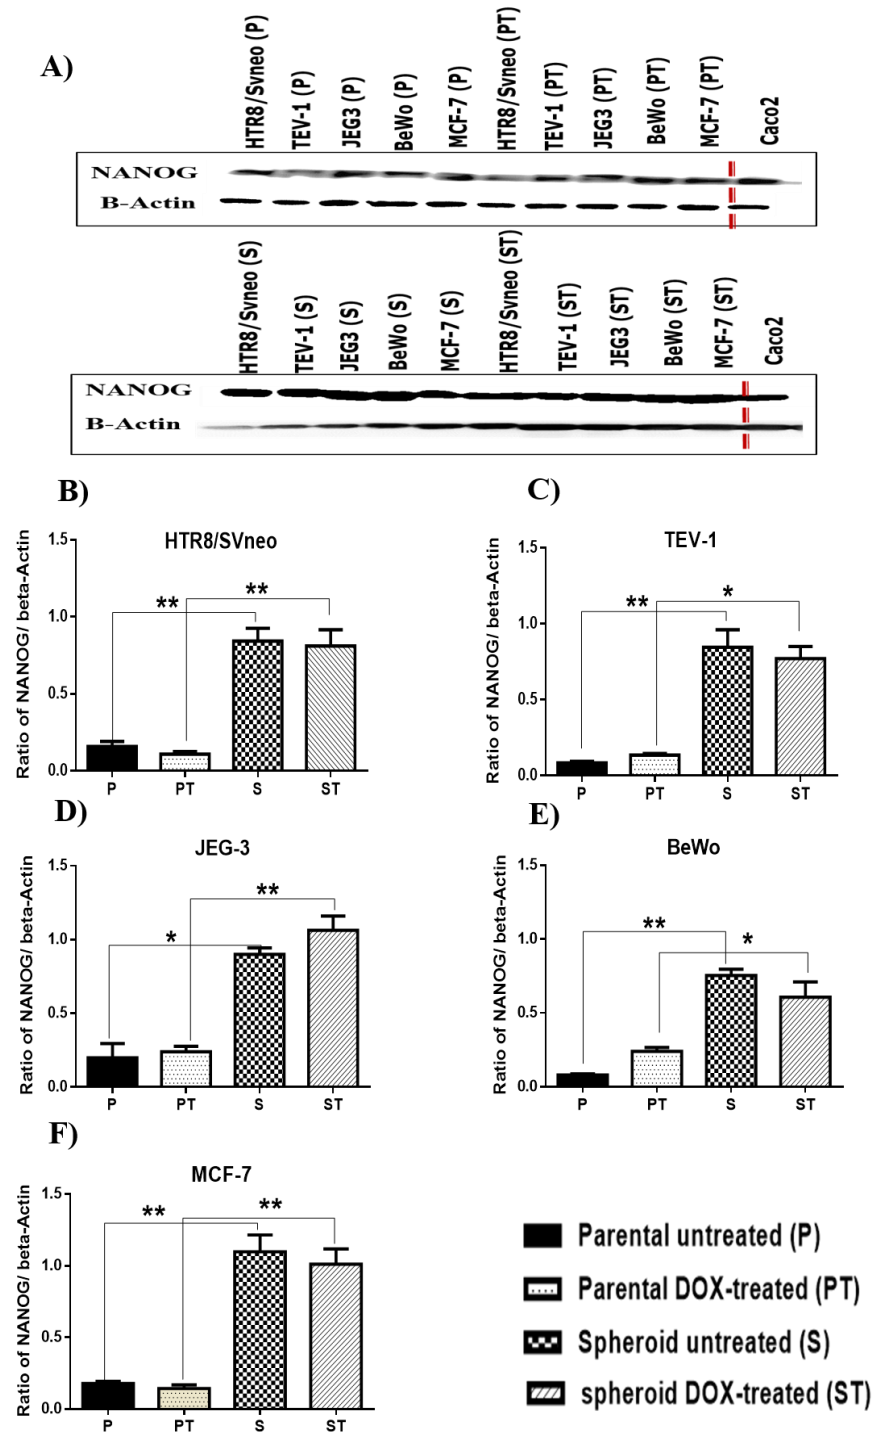 A)
HTR8/Svneo (P)
TEV-1 (P)
JEG3 (P)
BeWo (P)
MCF-7 (P)
HTR8/Svneo (PT)
TEV-1 (PT)
JEG3 (PT)
BeWo (PT)
MCF-7 (PT)
Caco2
NANOG
B-Actin
HTR8/Svneo (S)
TEV-1 (S)
JEG3 (S)
BeWo (S)
MCF-7 (S)
HTR8/Svneo (ST)
TEV-1 (ST)
JEG3 (ST)
BeWo (ST)
MCF-7 (ST)
Caco2
NANOG
B-Actin
B)
HTR8/SVneo
Ratio of NANOG/ beta-Actin
1.5
1.0
0.5
0.0
**
**
P PT S ST
C)
TEV-1
Ratio of NANOG/ beta-Actin
1.5
1.0
0.5
0.0
**
*
P PT S ST
D)
JEG-3
Ratio of NANOG/ beta-Actin
1.5
1.0
0.5
0.0
*
**
P PT S ST
E)
BeWo
Ratio of NANOG/ beta-Actin
1.5
1.0
0.5
0.0
**
*
P PT S ST
F)
MCF-7
Ratio of NANOG/ beta-Actin
1.5
1.0
0.5
0.0
**
**
P PT S ST
Parental untreated (P)
Parental DOX-treated (PT)
Spheroid untreated (S)
spheroid DOX-treated (ST)